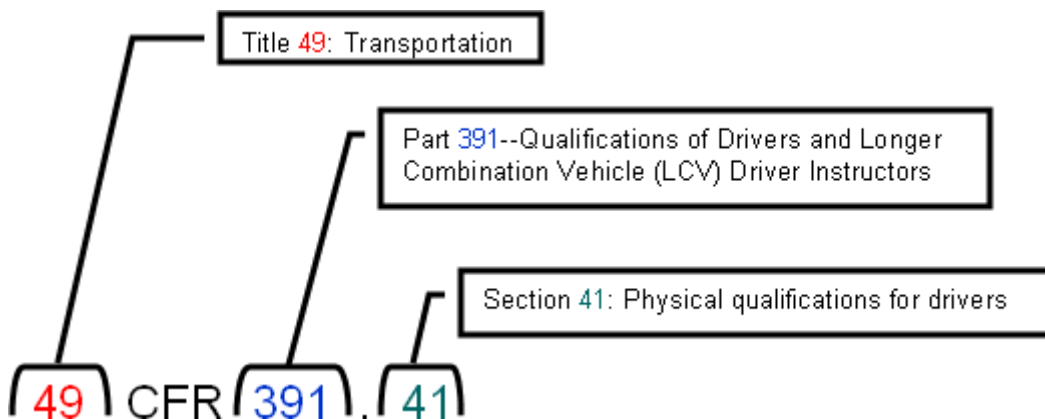 Title 49: Transportation
Part 391--Qualifications of Drivers and Longer
Combination Vehicle (LCV) Driver Instructors
Section 41: Physical qualifications for drivers
49 CFR 391 . 41